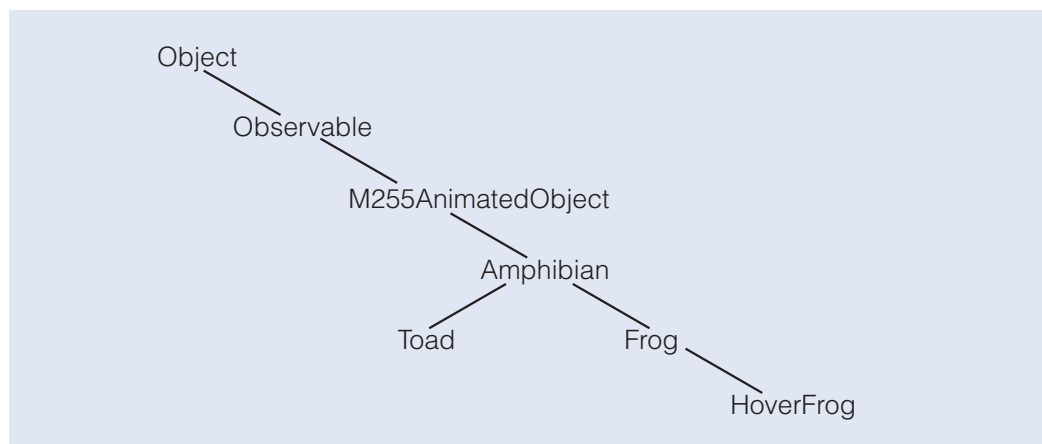 Object
Observable
M255AnimatedObject
Amphibian
Toad Frog
HoverFrog